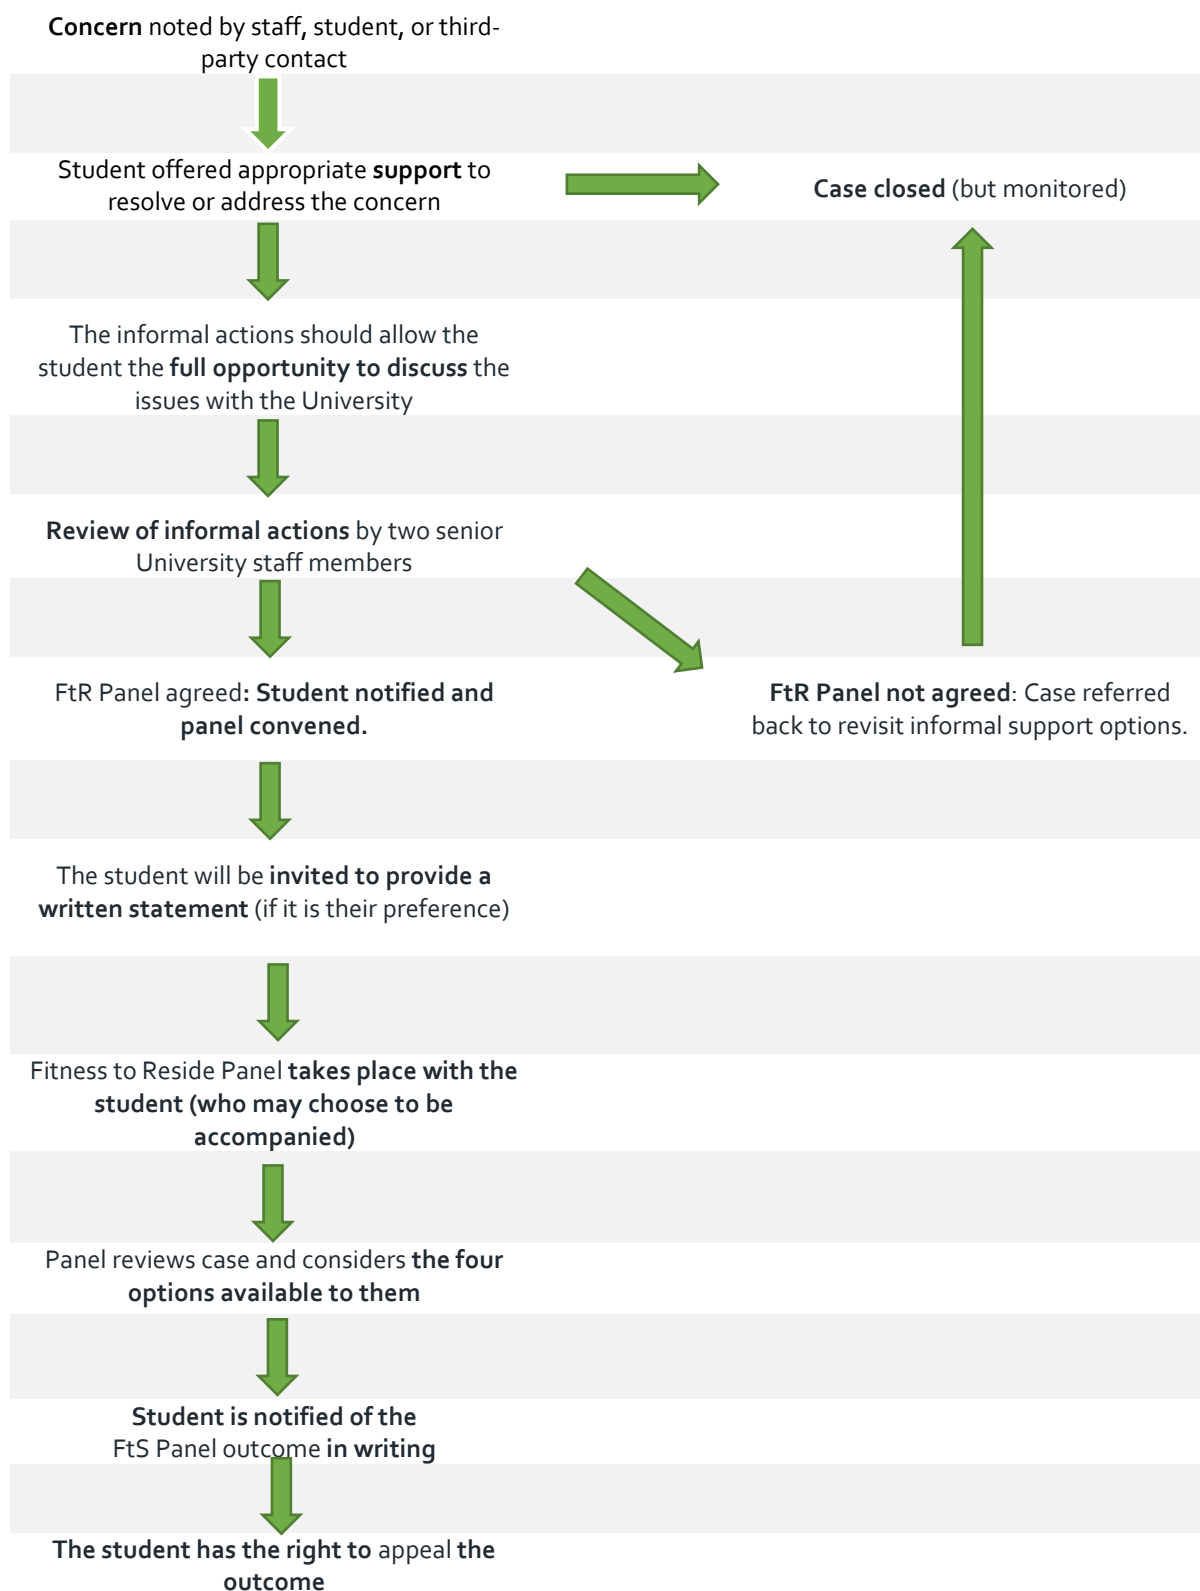 Concern noted by staff, student, or third-
party contact
Student offered appropriate support to
resolve or address the concern
Case closed (but monitored)
The informal actions should allow the
student the full opportunity to discuss the
issues with the University
Review of informal actions by two senior
University staff members
FtR Panel agreed: Student notified and
panel convened.
FtR Panel not agreed: Case referred
back to revisit informal support options.
The student will be invited to provide a
written statement (if it is their preference)
Fitness to Reside Panel takes place with the
student (who may choose to be
accompanied)
Panel reviews case and considers the four
options available to them
Student is notified of the
FtS Panel outcome in writing
The student has the right to appeal the
outcome